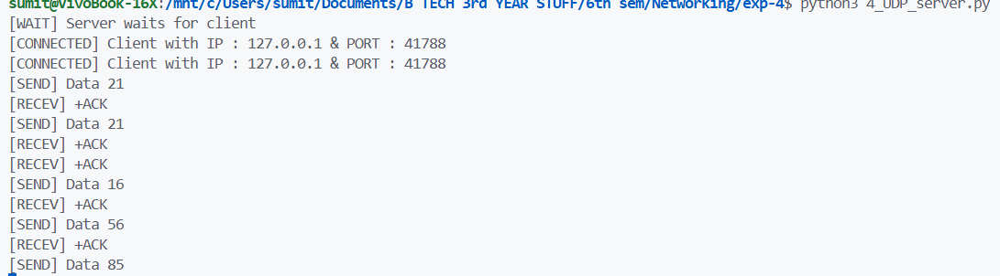 sumit@VivoBook-16X:/mnt/c/Users/sumit/Documents/B TECH 3rd YEAR STUFF/6th sem/Networking/exp-4$ python3 4_UDP_server.py
[WAIT] Server waits for client
[CONNECTED] Client with IP : 127.0.0.1 & PORT : 41788
[CONNECTED] Client with IP : 127.0.0.1 & PORT : 41788
[SEND] Data 21
[RECEV] +ACK
[SEND] Data 21
[RECEV] +ACK
[RECEV] +ACK
[SEND] Data 16
[RECEV] +ACK
[SEND] Data 56
[RECEV] +ACK
[SEND] Data 85